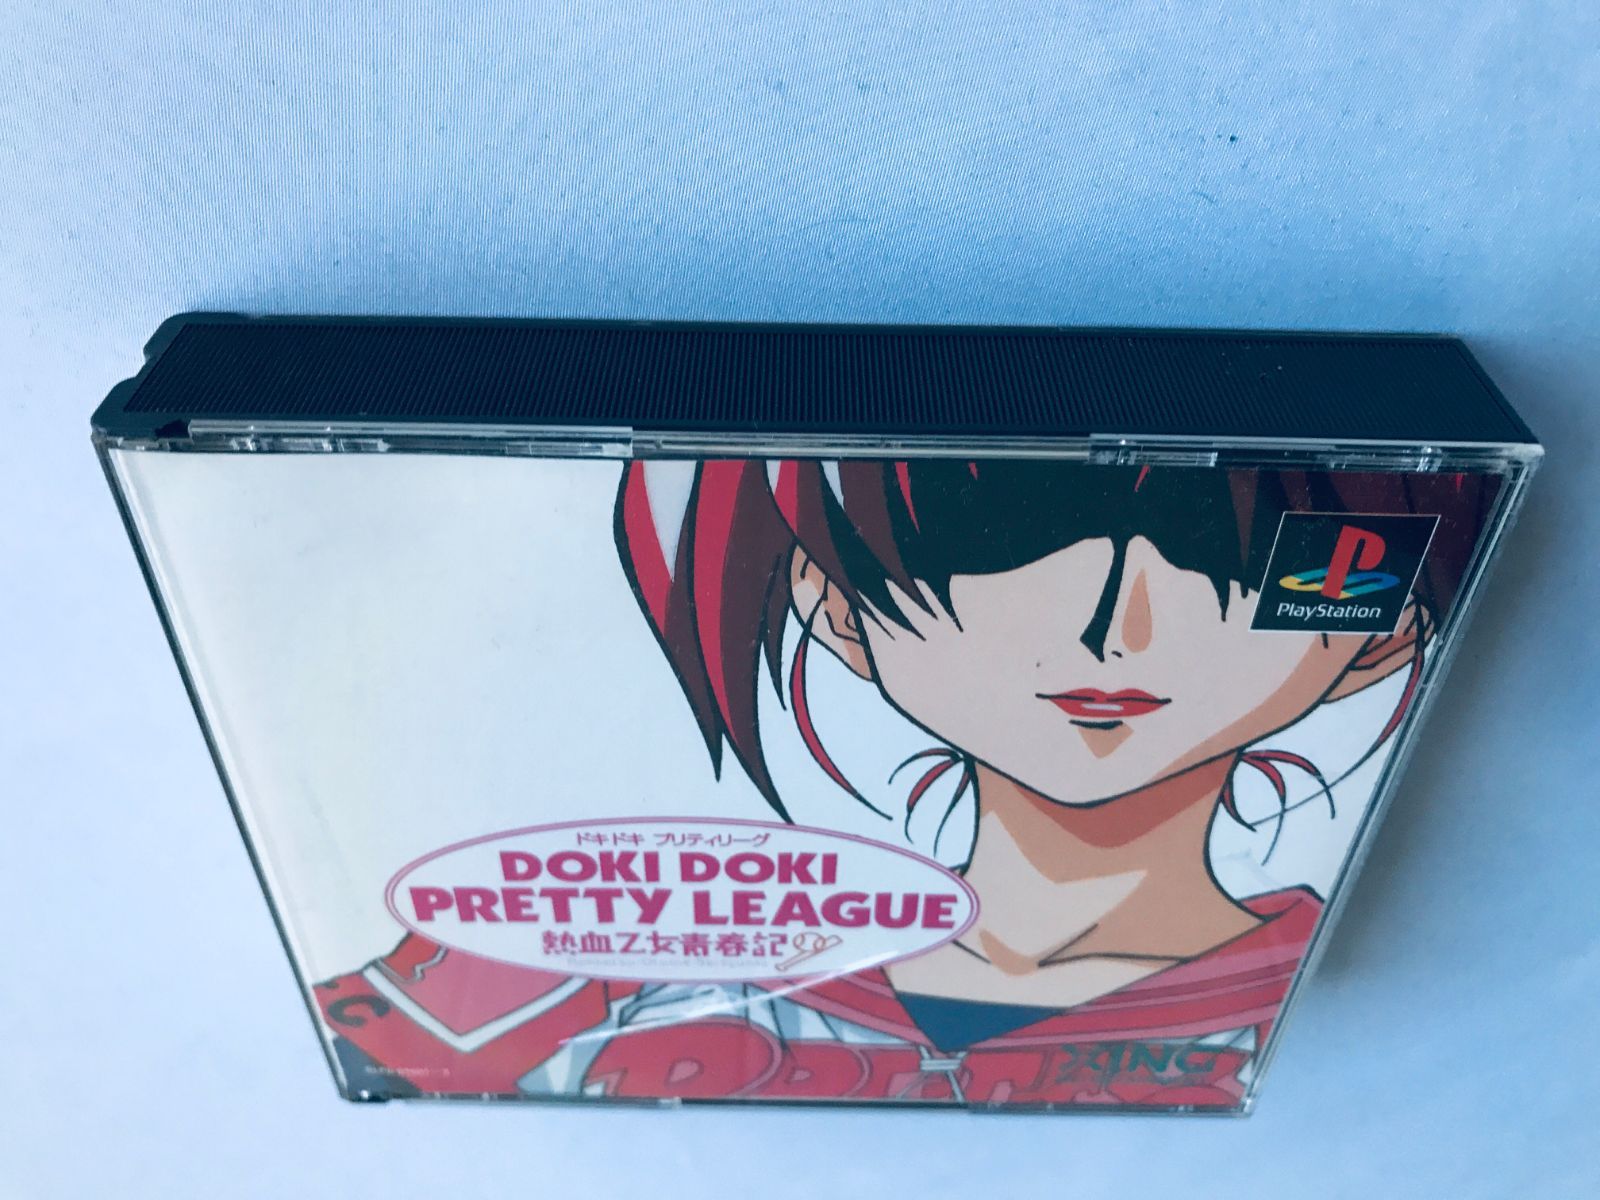 PlayStation
ドキドキ プリティリーグ
DOKI DOKI
PRETTY LEAGUE
熱血乙女青春記
XING